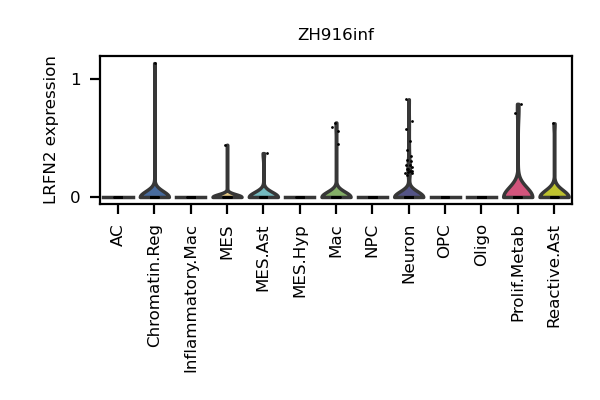 ZH916inf
LRFN2 expression
1
0
AC
Chromatin.Reg
Inflammatory.Mac
MES
MES.Ast
MES.Hyp
Mac
NPC
Neuron
OPC
Oligo
Prolif.Metab
Reactive.Ast